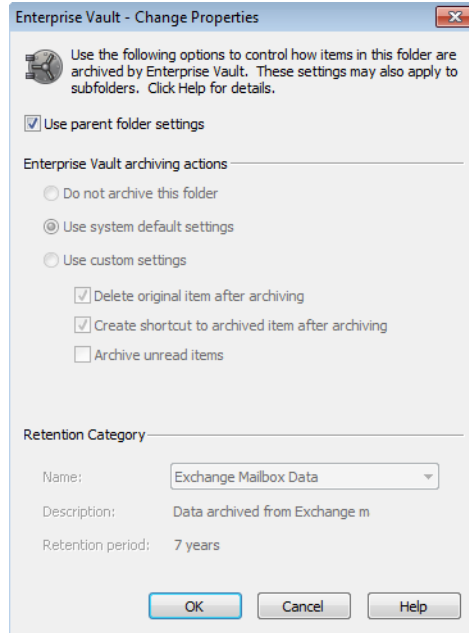 Enterprise Vault - Change Properties
Use the following options to control how items in this folder are
archived by Enterprise Vault. These settings may also apply to
subfolders. Click Help for details.
Use parent folder settings
Enterprise Vault archiving actions
Do not archive this folder
Use system default settings
Use custom settings
Delete original item after archiving
Create shortcut to archived item after archiving
Archive unread items
Retention Category
Name: Exchange Mailbox Data
Description: Data archived from Exchange m
Retention period: 7 years
OK Cancel Help